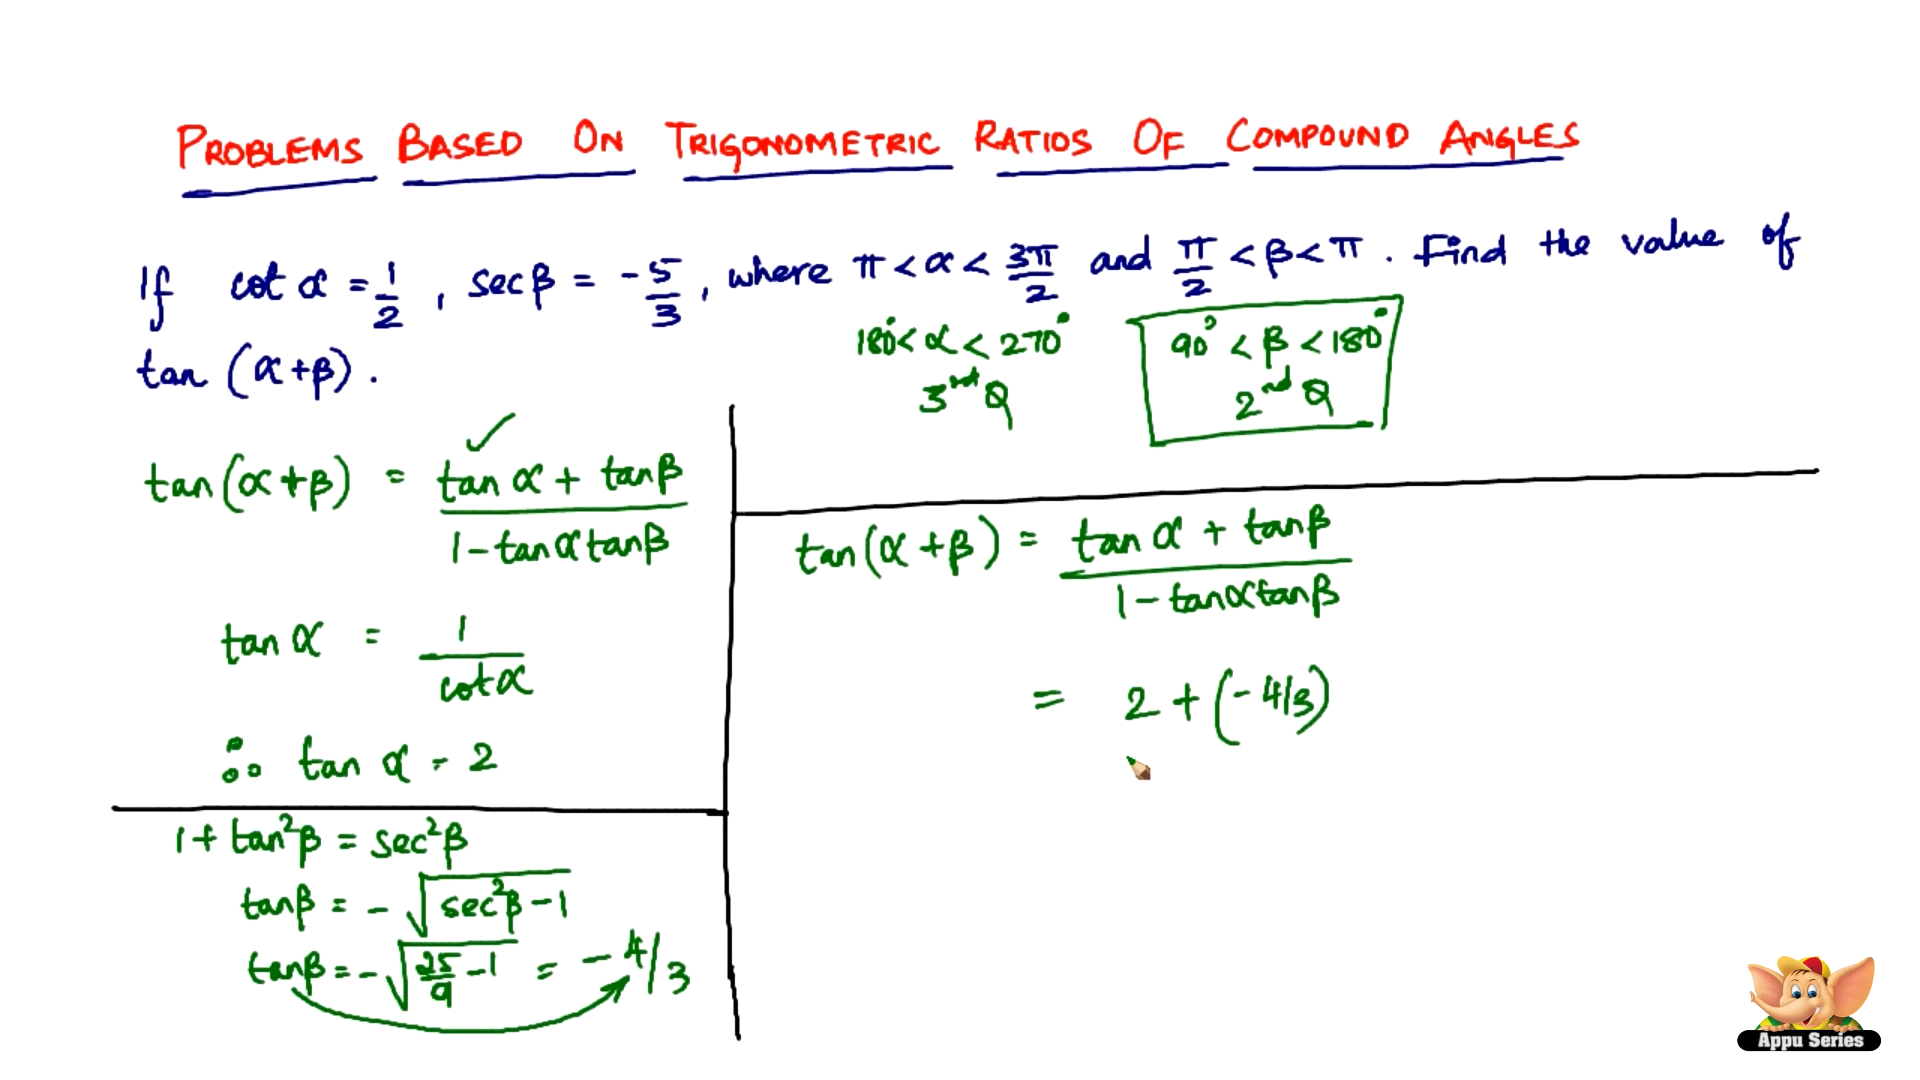 PROBLEMS BASED ON TRIGONOMETRIC RATIOS OF COMPOUND ANGLES
If cot α = 1/2 , sec β = -5/3 , where π < α < 3π/2 and π/2 < β < π . Find the value of
tan (α+β) .
180° < α < 270°
3rd Q
90° < β < 180°
2nd Q
✓
tan(α+β) = (tan α + tan β)/(1 - tan α tan β)
tan α = 1/cot α
∴ tan α = 2
1 + tan²β = sec²β
tan β = - √(sec²β - 1)
tan β = - √(25/9 - 1) = - 4/3
tan(α+β) = (tan α + tan β)/(1 - tan α tan β)
= 2 + (-4/3)
Appu Series